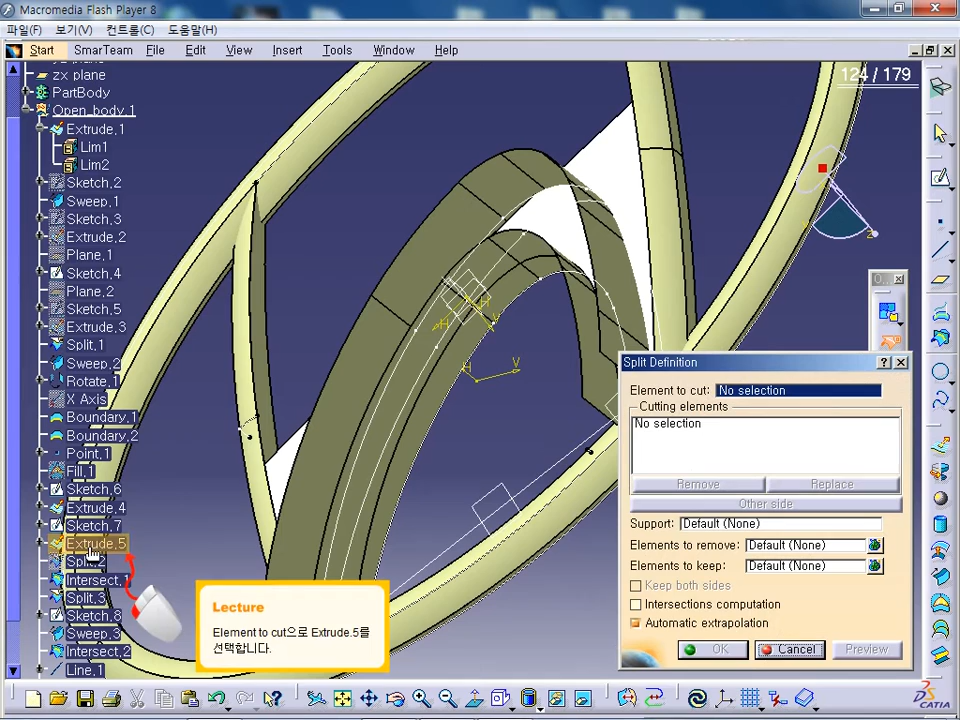 Macromedia Flash Player 8
파일(F) 보기(V) 컨트롤(C) 도움말(H)
Start SmarTeam File Edit View Insert Tools Window Help
124 / 179
zx plane
PartBody
Open_body.1
Extrude.1
Lim1
Lim2
Sketch.2
Sweep.1
Sketch.3
Extrude.2
Plane.1
Sketch.4
Plane.2
Sketch.5
Extrude.3
Split.1
Sweep.2
Rotate.1
X Axis
Boundary.1
Boundary.2
Point.1
Fill.1
Sketch.6
Extrude.4
Sketch.7
Extrude.5
Split.2
Intersect.1
Split.3
Sketch.8
Sweep.3
Intersect.2
Line.1
H
V
H
V
H
z
Lecture
Element to cut으로 Extrude.5를
선택합니다.
Split Definition
Element to cut: No selection
Cutting elements
No selection
Remove Replace
Other side
Support: Default (None)
Elements to remove: Default (None)
Elements to keep: Default (None)
Keep both sides
Intersections computation
Automatic extrapolation
OK Cancel Preview
CATIA